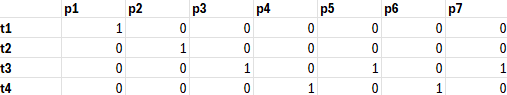 p1 p2 p3 p4 p5 p6 p7
t1 1 0 0 0 0 0 0
t2 0 1 0 0 0 0 0
t3 0 0 1 0 1 0 1
t4 0 0 0 1 0 1 0